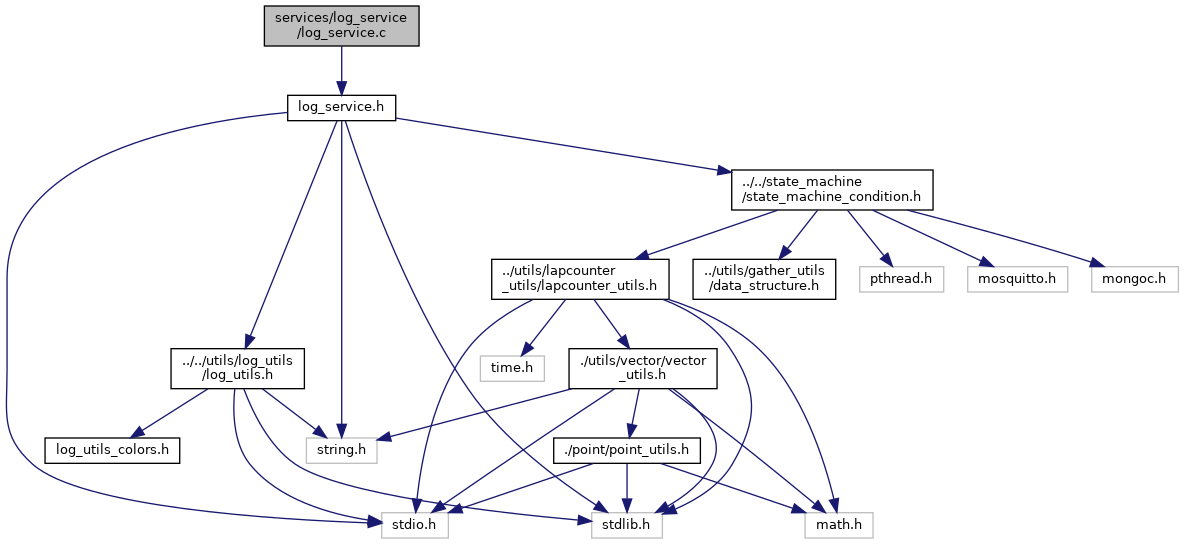 services/log_service
/log_service.c
log_service.h
../../state_machine
/state_machine_condition.h
../utils/lapcounter
_utils/lapcounter_utils.h
../utils/gather_utils
/data_structure.h
pthread.h
mosquitto.h
mongoc.h
../../utils/log_utils
/log_utils.h
time.h
./utils/vector/vector
_utils.h
log_utils_colors.h
string.h
./point/point_utils.h
stdio.h
stdlib.h
math.h